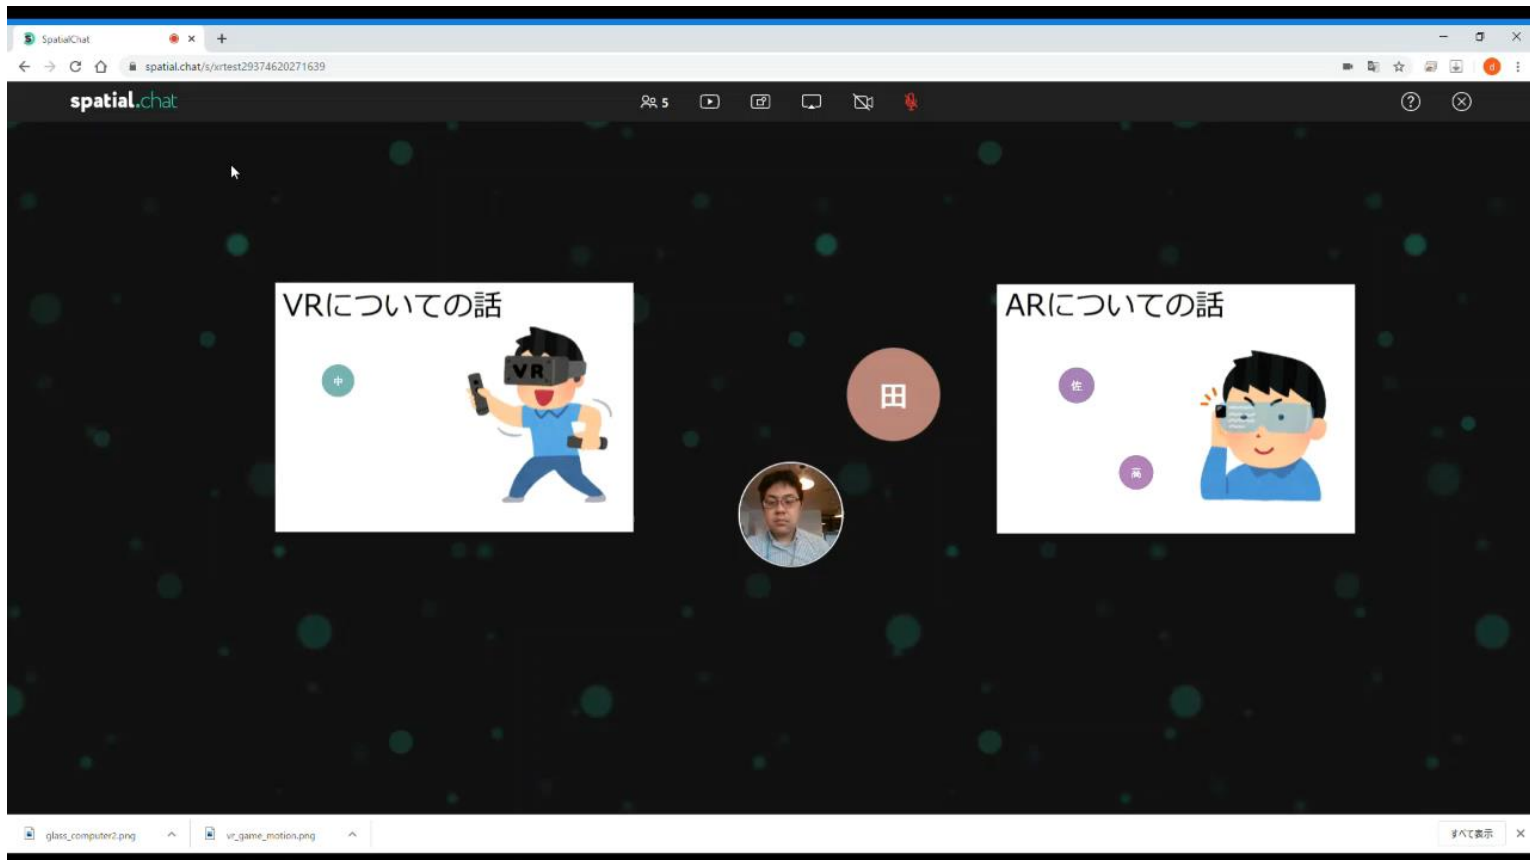 SpatialChat
spatial.chat/s/xrtest29374620271639
d
spatial.chat
5
VRについての話
ARについての話
VR
中
佐
田
高
glass_computer2.png
vr_game_motion.png
すべて表示